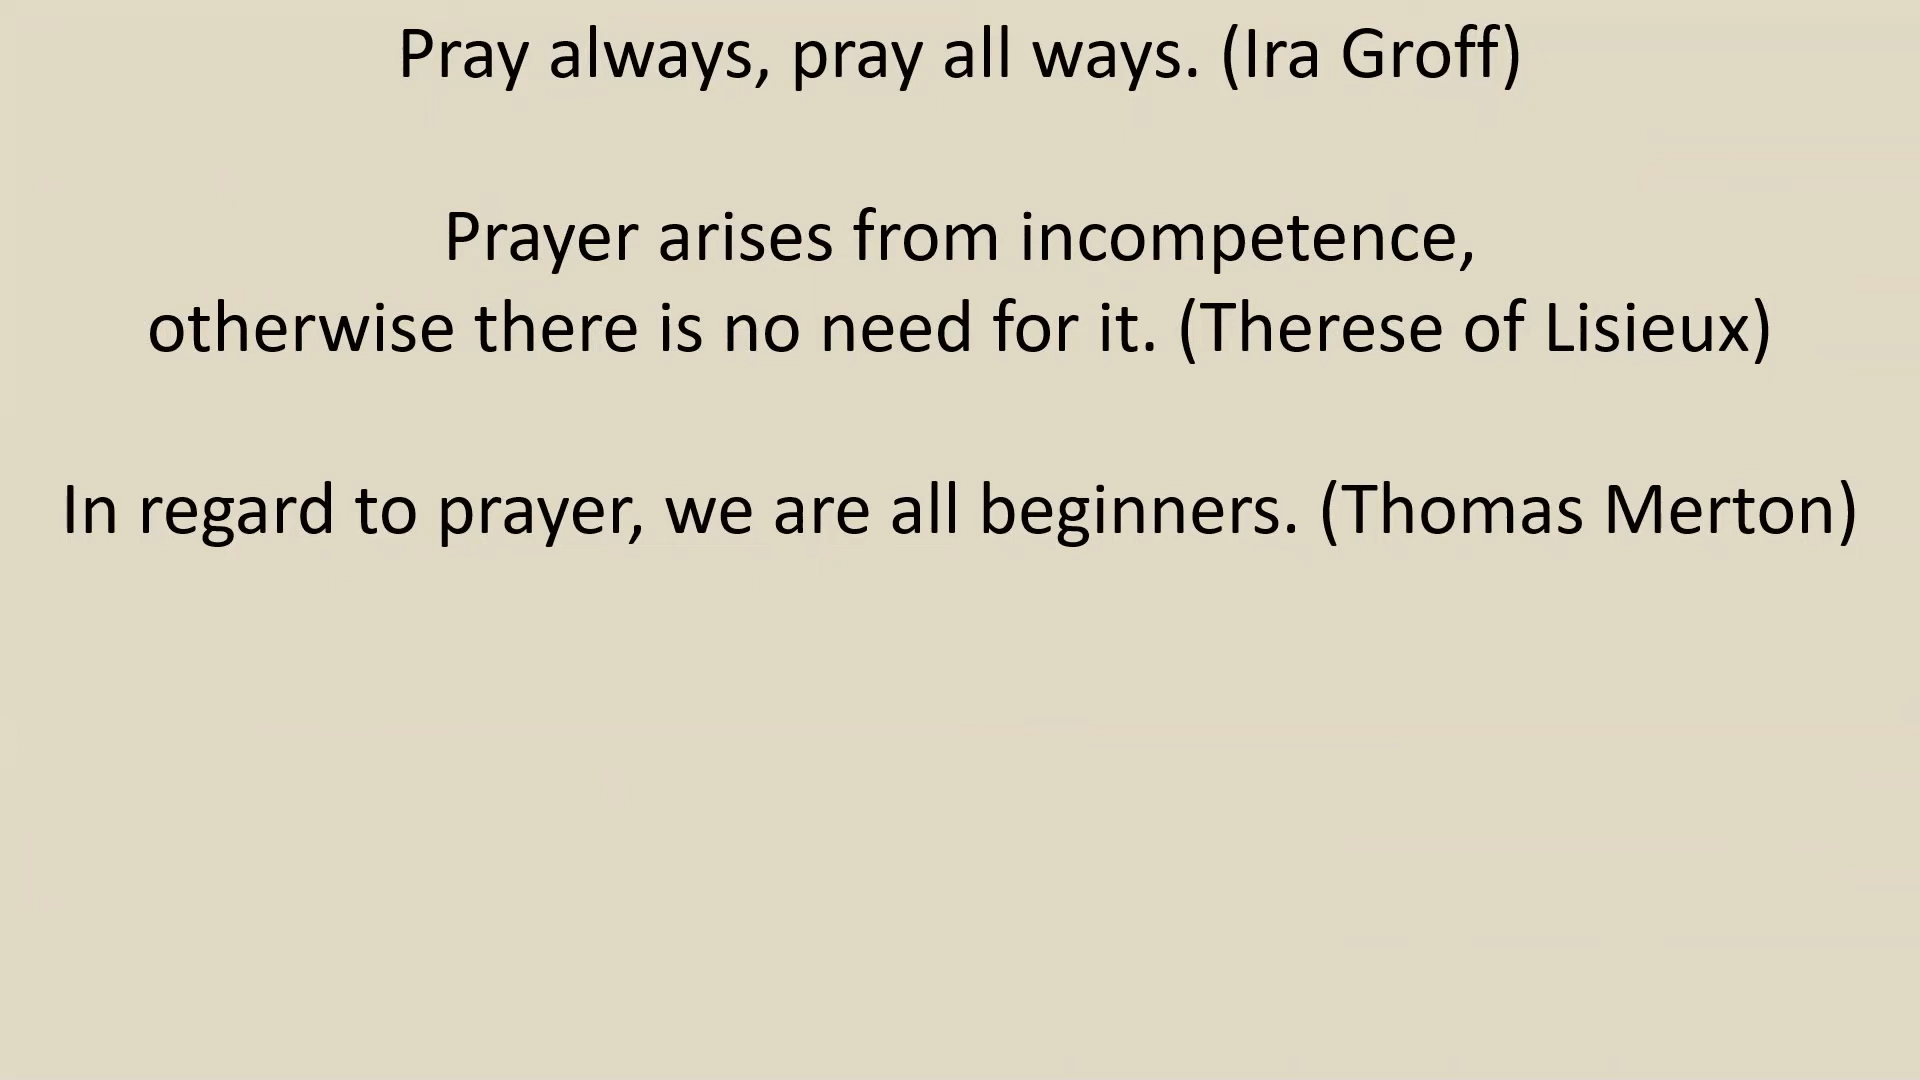 Pray always, pray all ways. (Ira Groff)
Prayer arises from incompetence,
otherwise there is no need for it. (Therese of Lisieux)
In regard to prayer, we are all beginners. (Thomas Merton)